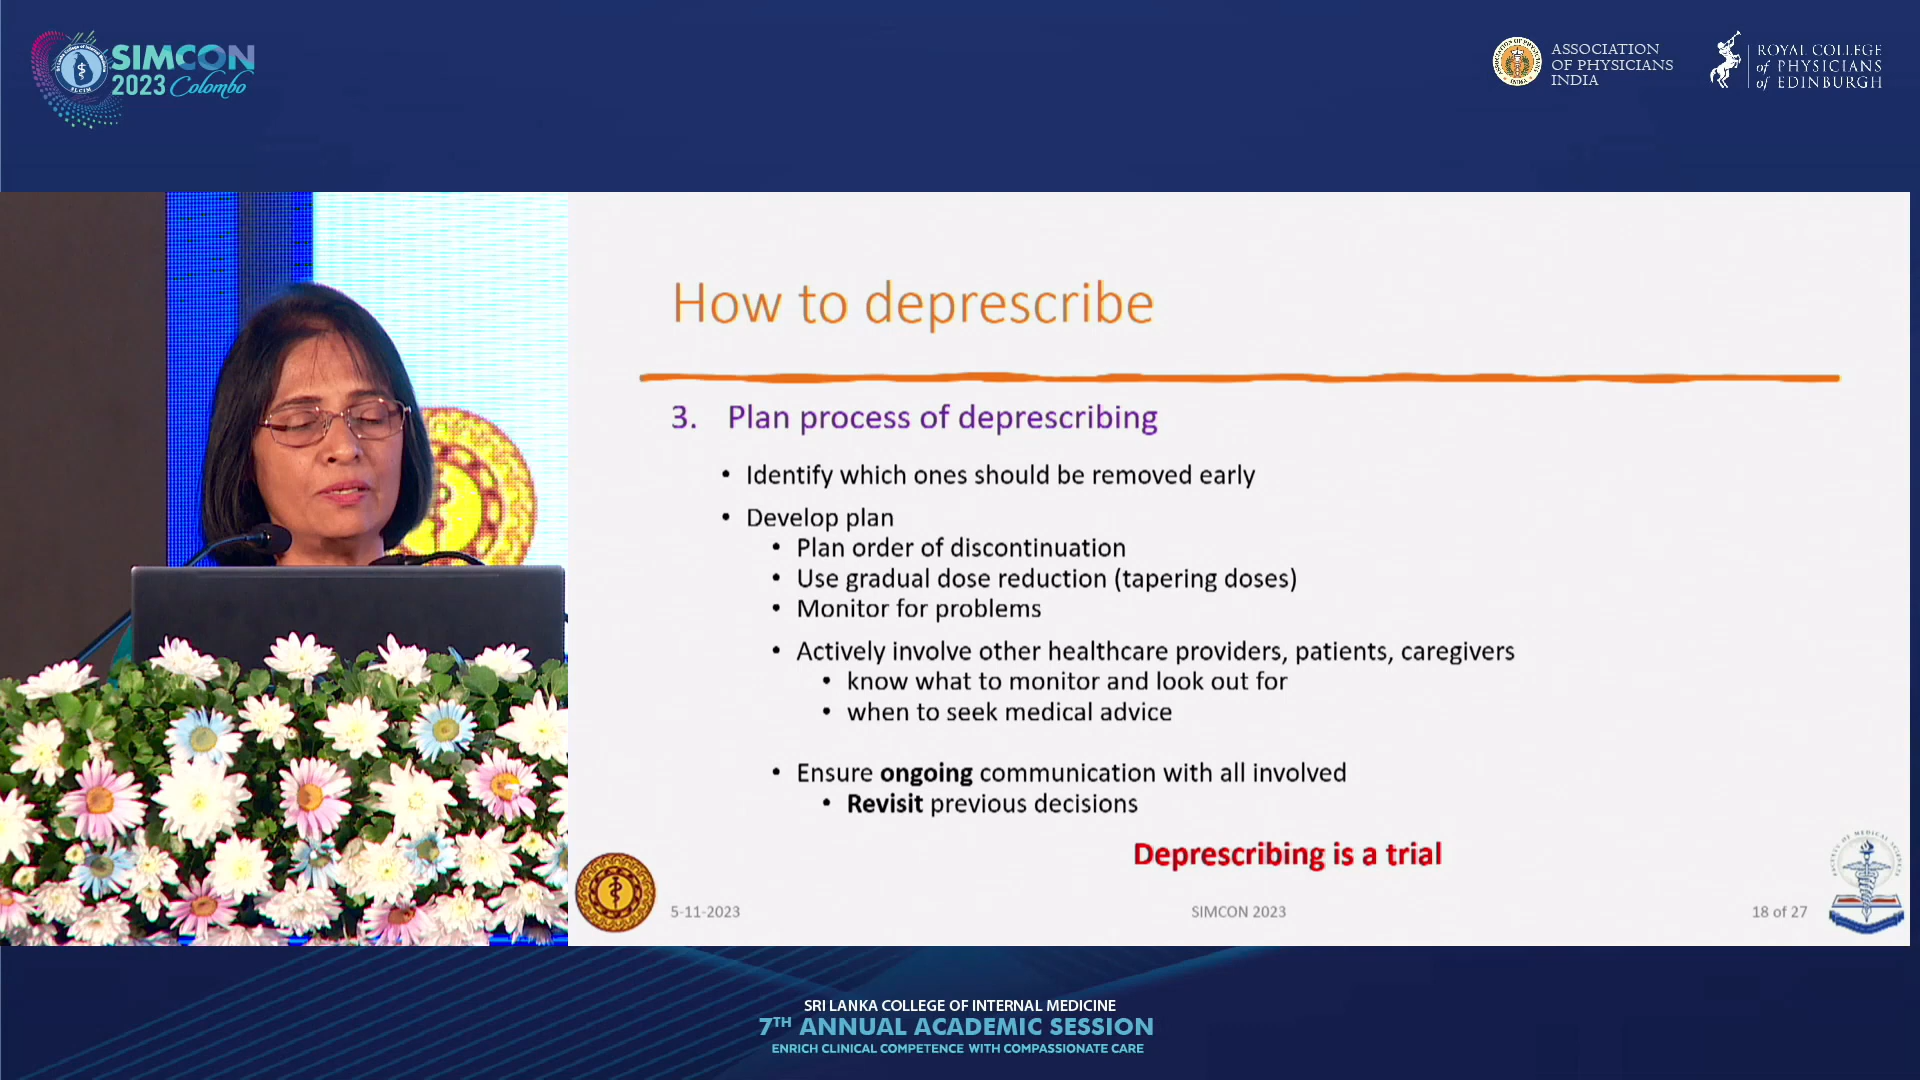 SIMCON
2023 Colombo
SLCIM
ASSOCIATION
OF PHYSICIANS
INDIA
ROYAL COLLEGE
of PHYSICIANS
of EDINBURGH
How to deprescribe
3. Plan process of deprescribing
• Identify which ones should be removed early
• Develop plan
• Plan order of discontinuation
• Use gradual dose reduction (tapering doses)
• Monitor for problems
• Actively involve other healthcare providers, patients, caregivers
• know what to monitor and look out for
• when to seek medical advice
• Ensure ongoing communication with all involved
• Revisit previous decisions
Deprescribing is a trial
5-11-2023
SIMCON 2023
18 of 27
SRI LANKA COLLEGE OF INTERNAL MEDICINE
7TH ANNUAL ACADEMIC SESSION
ENRICH CLINICAL COMPETENCE WITH COMPASSIONATE CARE